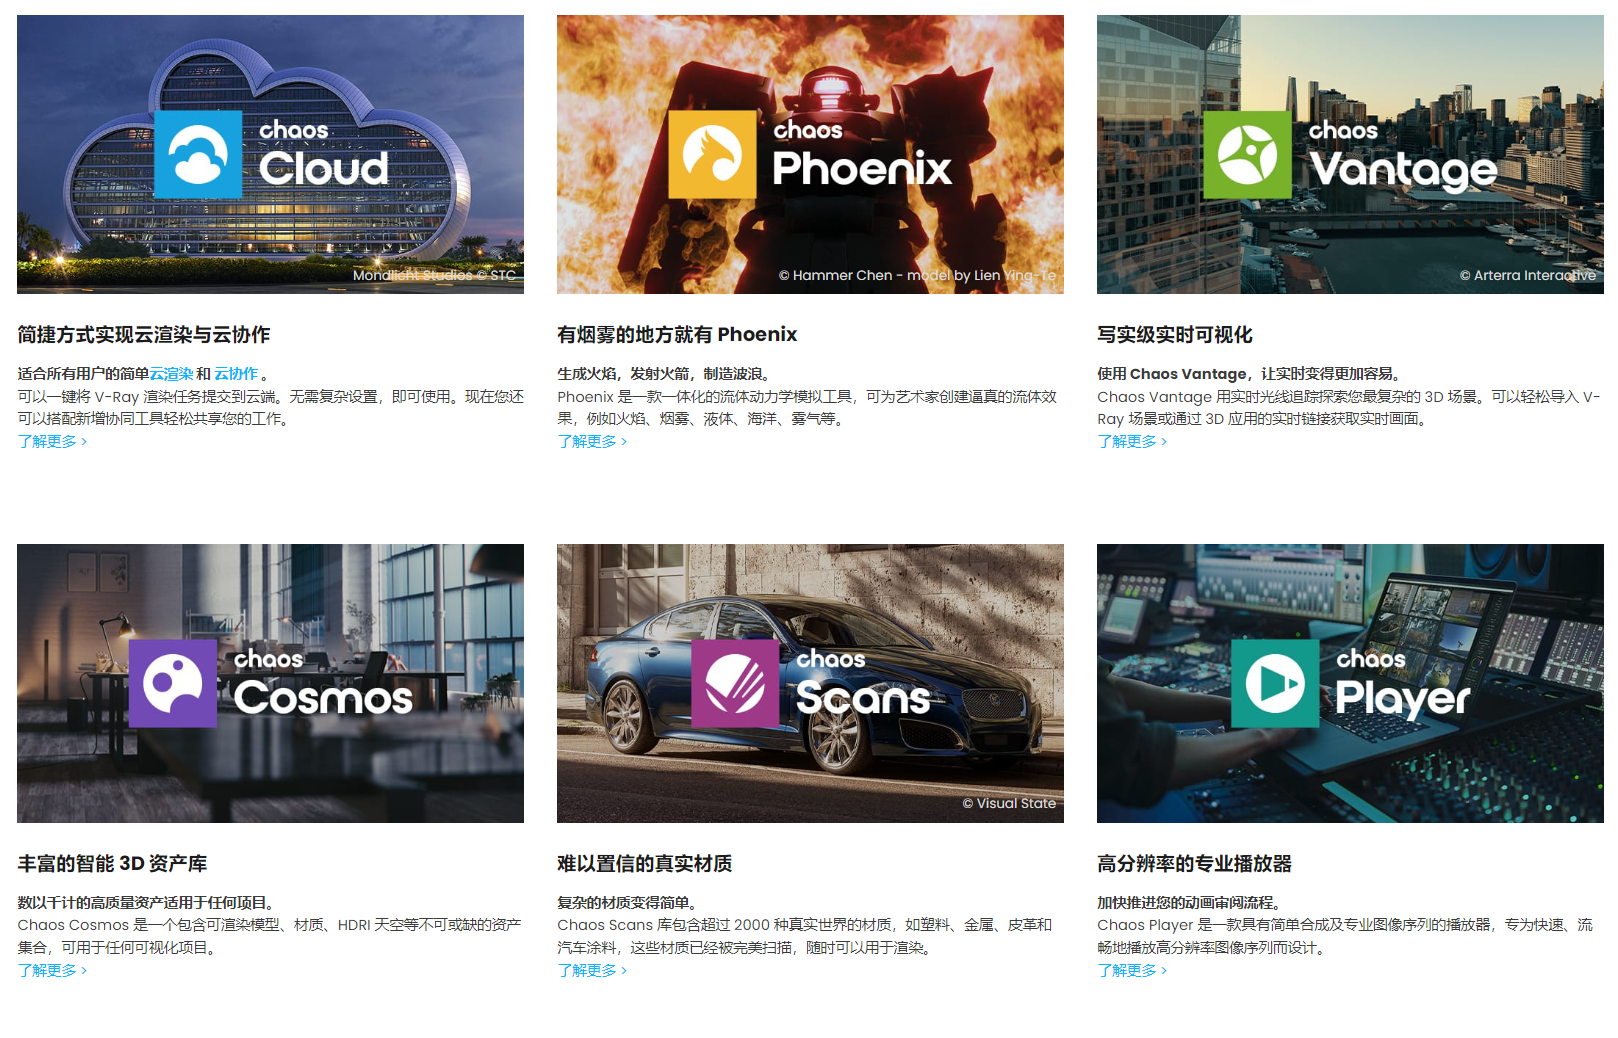 chaos
Cloud
Mondlicht Studios © STC
简捷方式实现云渲染与云协作
适合所有用户的简单云渲染 和 云协作 。
可以一键将 V-Ray 渲染任务提交到云端。无需复杂设置，即可使用。现在您还
可以搭配新增协同工具轻松共享您的工作。
了解更多 >
chaos
Phoenix
© Hammer Chen - model by Lien Ying-Te
有烟雾的地方就有 Phoenix
生成火焰，发射火箭，制造波浪。
Phoenix 是一款一体化的流体动力学模拟工具，可为艺术家创建逼真的流体效
果，例如火焰、烟雾、液体、海洋、雾气等。
了解更多 >
chaos
Vantage
© Arterra Interactive
写实级实时可视化
使用 Chaos Vantage，让实时变得更加容易。
Chaos Vantage 用实时光线追踪探索您最复杂的 3D 场景。可以轻松导入 V-
Ray 场景或通过 3D 应用的实时链接获取实时画面。
了解更多 >
chaos
Cosmos
丰富的智能 3D 资产库
数以千计的高质量资产适用于任何项目。
Chaos Cosmos 是一个包含可渲染模型、材质、HDRI 天空等不可或缺的资产
集合，可用于任何可视化项目。
了解更多 >
chaos
Scans
© Visual State
难以置信的真实材质
复杂的材质变得简单。
Chaos Scans 库包含超过 2000 种真实世界的材质，如塑料、金属、皮革和
汽车涂料，这些材质已经被完美扫描，随时可以用于渲染。
了解更多 >
chaos
Player
高分辨率的专业播放器
加快推进您的动画审阅流程。
Chaos Player 是一款具有简单合成及专业图像序列的播放器，专为快速、流
畅地播放高分辨率图像序列而设计。
了解更多 >